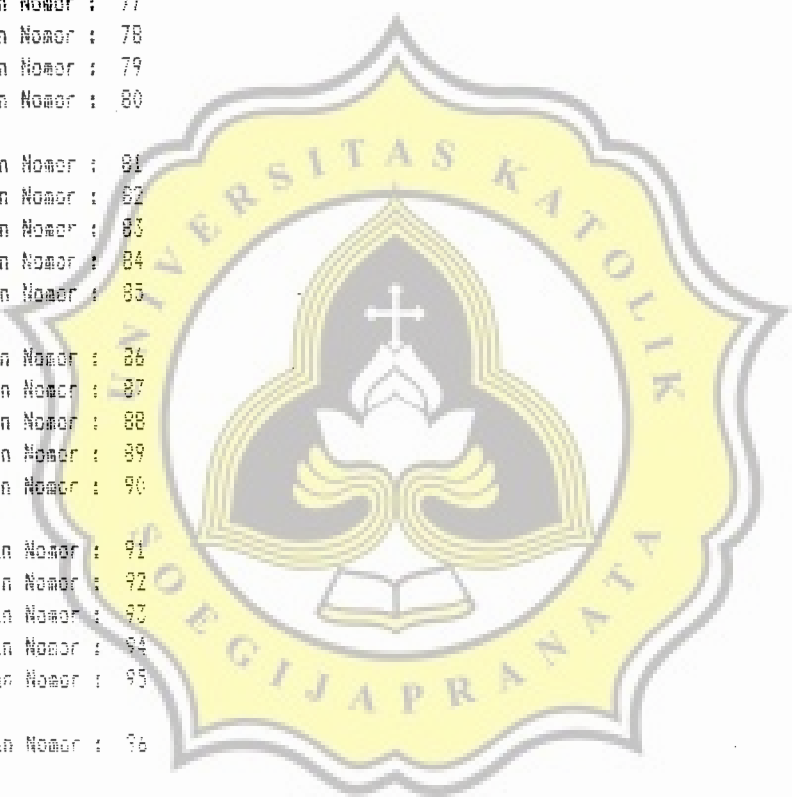 n Nomor : 77
n Nomor : 78
n Nomor : 79
n Nomor : 80
n Nomor : 81
n Nomor : 82
n Nomor : 83
n Nomor : 84
n Nomor : 85
n Nomor : 86
n Nomor : 87
n Nomor : 88
n Nomor : 89
n Nomor : 90
n Nomor : 91
n Nomor : 92
n Nomor : 93
n Nomor : 94
n Nomor : 95
n Nomor : 96
UNIVERSITAS KATOLIK
SOEGIJAPRANATA